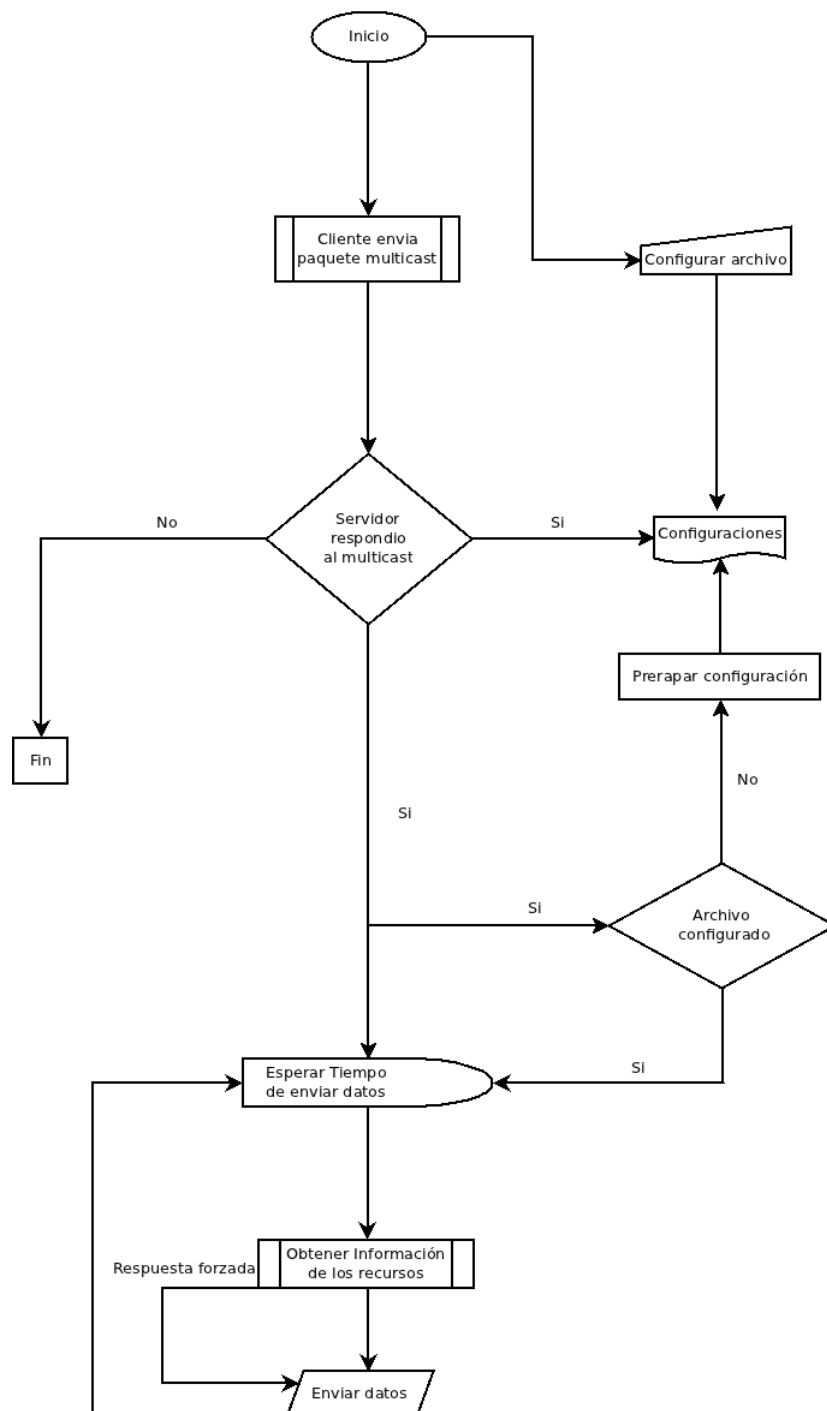 Inicio
Cliente envia
paquete multicast
Configurar archivo
No
Servidor
respondio
al multicast
Si
Configuraciones
Prerapar configuración
Fin
No
Si
Si
Archivo
configurado
Esperar Tiempo
de enviar datos
Si
Respuesta forzada
Obtener Información
de los recursos
Enviar datos